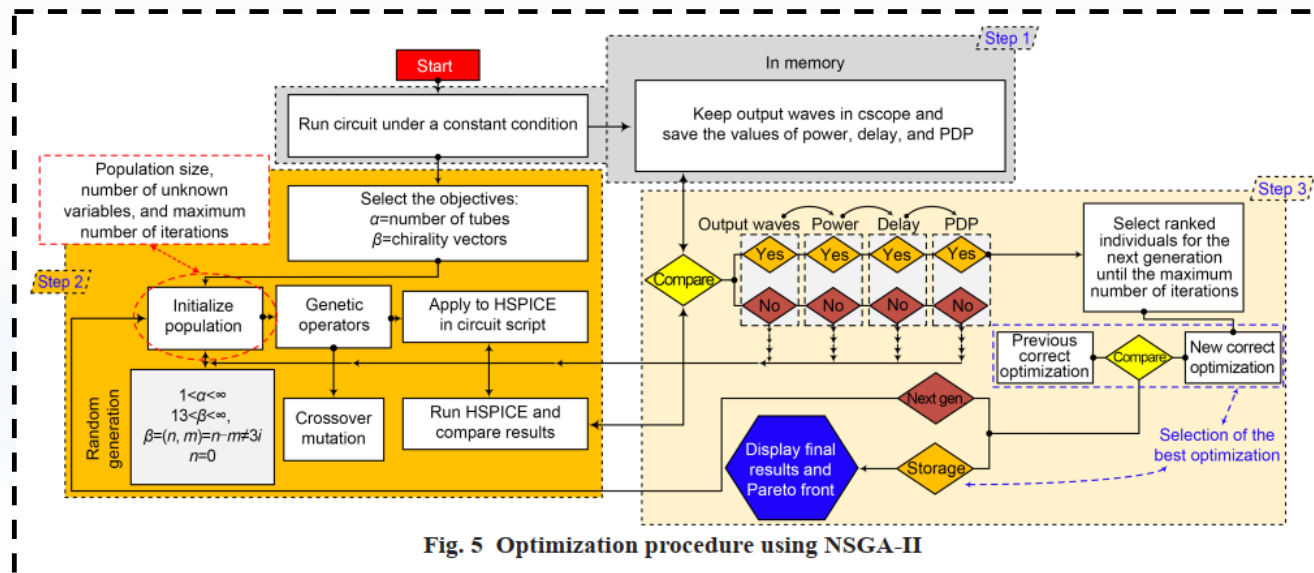 Start
Step 1
In memory
Run circuit under a constant condition
Keep output waves in cscope and
save the values of power, delay, and PDP
Population size,
number of unknown
variables, and maximum
number of iterations
Select the objectives:
α=number of tubes
β=chirality vectors
Step 2
Initialize
population
Genetic
operators
Apply to HSPICE
in circuit script
Random
generation
1<α<∞
13<β<∞,
β=(n, m)=n–m≠3i
n=0
Crossover
mutation
Run HSPICE and
compare results
Step 3
Output waves
Power
Delay
PDP
Compare
Yes
Yes
Yes
Yes
No
No
No
No
Select ranked
individuals for the
next generation
until the maximum
number of iterations
Previous
correct
optimization
Compare
New correct
optimization
Next gen.
Storage
Display final
results and
Pareto front
Selection of the
best optimization
Fig. 5 Optimization procedure using NSGA-II